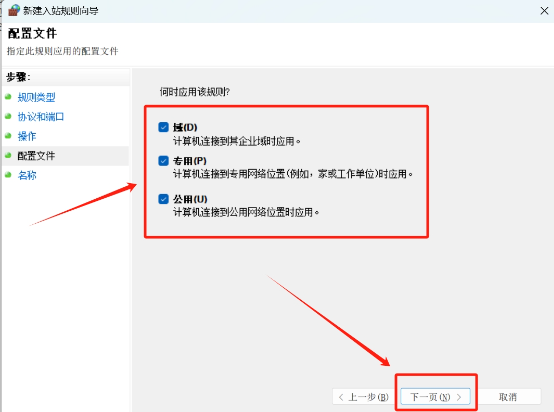 新建入站规则向导
配置文件
指定此规则应用的配置文件
步骤:
规则类型
协议和端口
操作
配置文件
名称
何时应用该规则?
域(D)
计算机连接到其企业域时应用。
专用(P)
计算机连接到专用网络位置(例如，家或工作单位)时应用。
公用(U)
计算机连接到公用网络位置时应用。
< 上一步(B)
下一页(N) >
取消